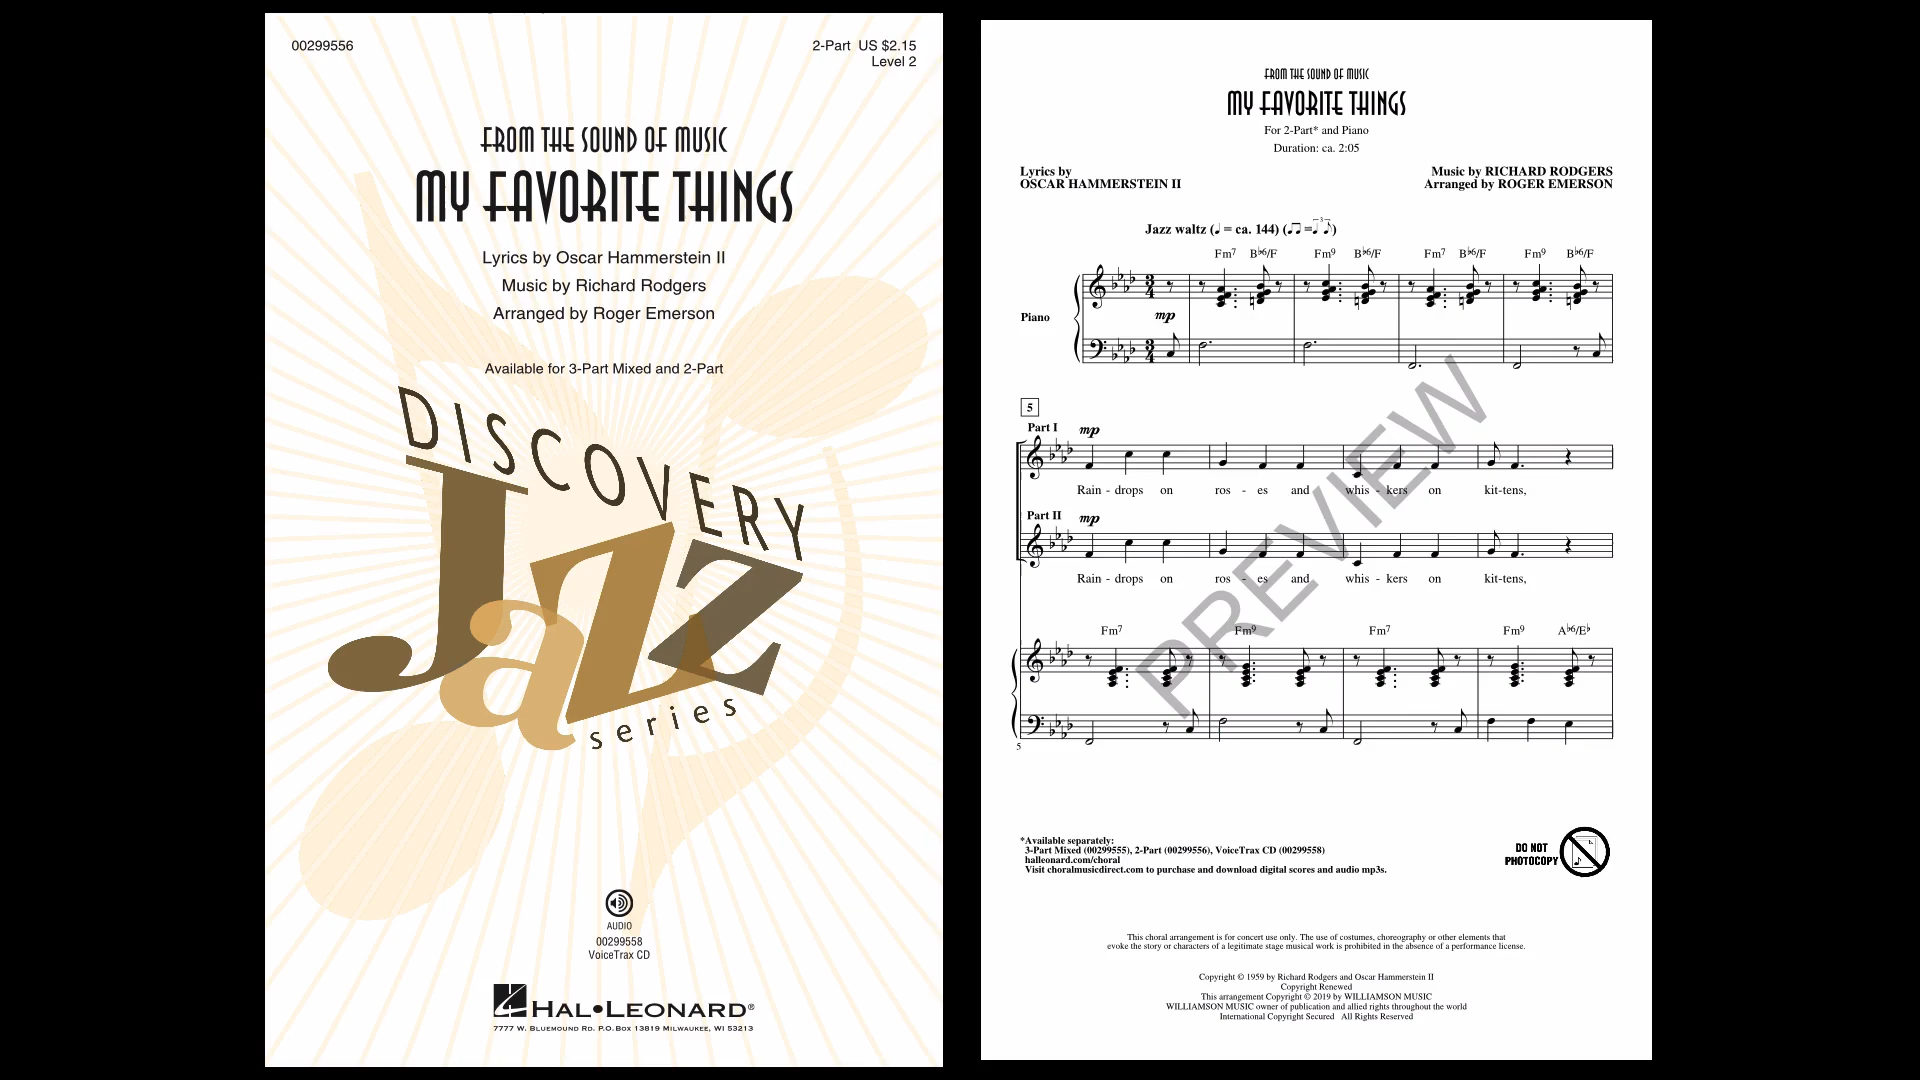 00299556
2-Part US $2.15
Level 2
FROM THE SOUND OF MUSIC
MY FAVORITE THINGS
Lyrics by Oscar Hammerstein II
Music by Richard Rodgers
Arranged by Roger Emerson
Available for 3-Part Mixed and 2-Part
DISCOVERY
Jazz
series
AUDIO
00299558
VoiceTrax CD
HAL•LEONARD®
7777 W. BLUEMOUND RD. P.O. BOX 13819 MILWAUKEE, WI 53213
FROM THE SOUND OF MUSIC
MY FAVORITE THINGS
For 2-Part* and Piano
Duration: ca. 2:05
Lyrics by
OSCAR HAMMERSTEIN II
Music by RICHARD RODGERS
Arranged by ROGER EMERSON
Jazz waltz (♩ = ca. 144) (♫ = ♩ ♪ 3)
Fm7 B♭6/F Fm9 B♭6/F Fm7 B♭6/F Fm9 B♭6/F
Piano
mp
5
Part I
mp
Rain - drops on ros - es and whis - kers on kit-tens,
Part II
mp
Rain - drops on ros - es and whis - kers on kit-tens,
Fm7 Fm9 Fm7 Fm9 A♭6/E♭
5
PREVIEW
*Available separately:
3-Part Mixed (00299555), 2-Part (00299556), VoiceTrax CD (00299558)
halleonard.com/choral
Visit choralmusicdirect.com to purchase and download digital scores and audio mp3s.
DO NOT
PHOTOCOPY
This choral arrangement is for concert use only. The use of costumes, choreography or other elements that
evoke the story or characters of a legitimate stage musical work is prohibited in the absence of a performance license.
Copyright © 1959 by Richard Rodgers and Oscar Hammerstein II
Copyright Renewed
This arrangement Copyright © 2019 by WILLIAMSON MUSIC
WILLIAMSON MUSIC owner of publication and allied rights throughout the world
International Copyright Secured All Rights Reserved